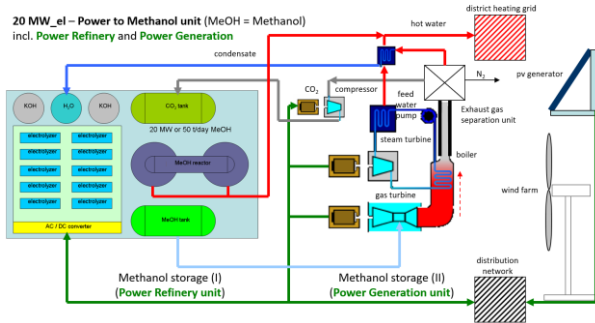 20 MW_el – Power to Methanol unit (MeOH = Methanol)
incl. Power Refinery and Power Generation
hot water
district heating grid
condensate
KOH
H₂O
KOH
CO₂ tank
20 MW or 50 t/day MeOH
electrolyzer
electrolyzer
electrolyzer
electrolyzer
electrolyzer
electrolyzer
electrolyzer
electrolyzer
electrolyzer
electrolyzer
MeOH reactor
MeOH tank
AC / DC converter
CO₂
compressor
feed
water
pump
steam turbine
gas turbine
N₂
Exhaust gas
separation unit
boiler
pv generator
wind farm
distribution
network
Methanol storage (I)
(Power Refinery unit)
Methanol storage (II)
(Power Generation unit)